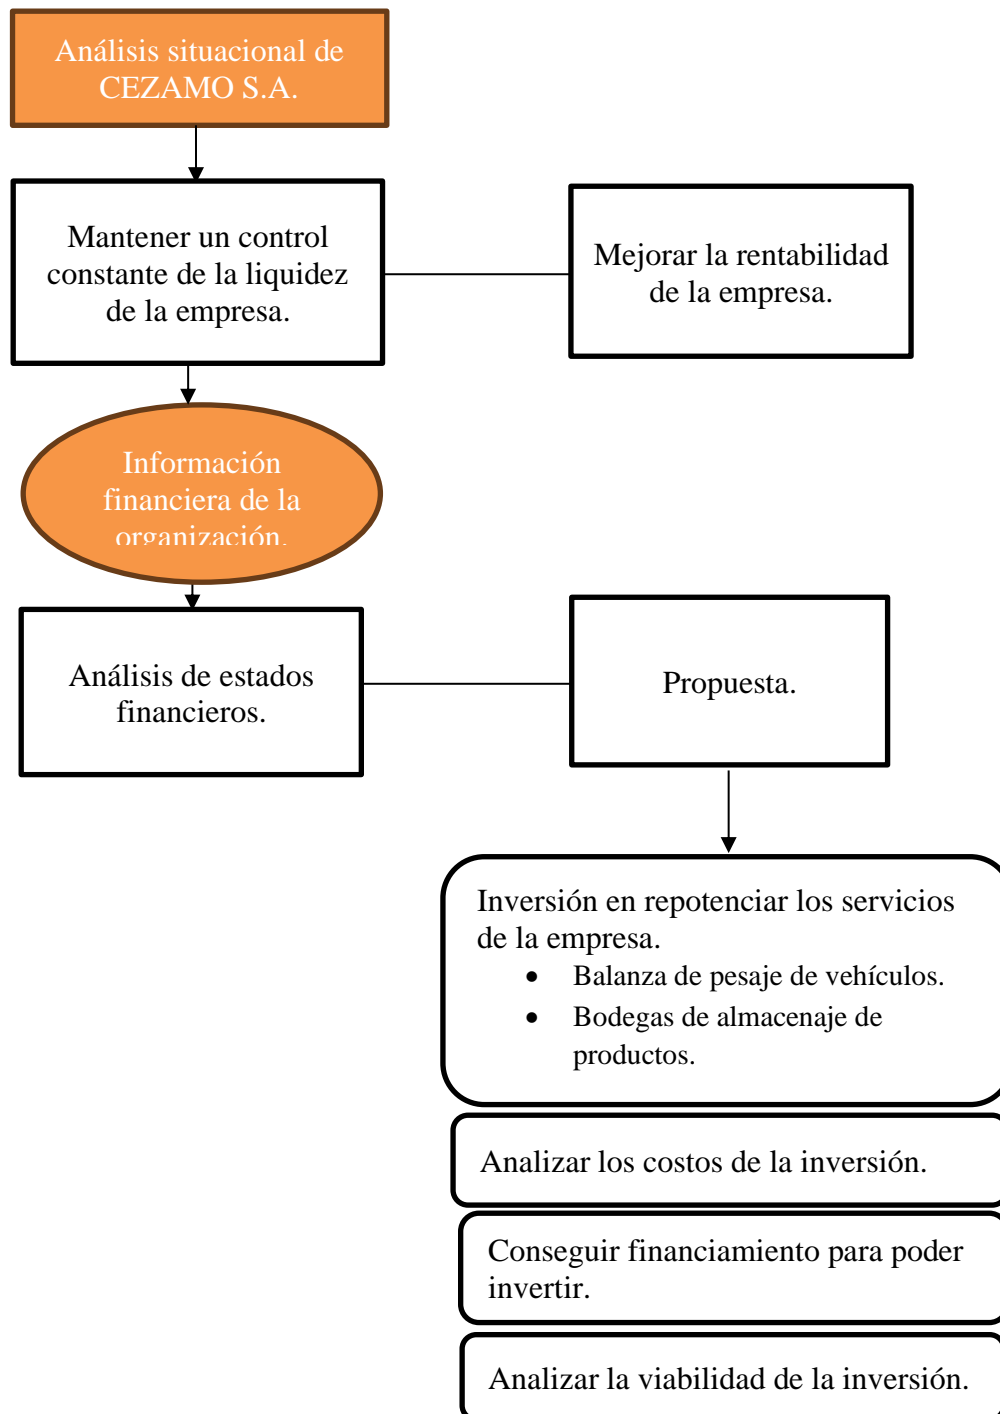 Análisis situacional de
CEZAMO S.A.
Mantener un control
constante de la liquidez
de la empresa.
Mejorar la rentabilidad
de la empresa.
Información
financiera de la
organización.
Análisis de estados
financieros.
Propuesta.
Inversión en repotenciar los servicios
de la empresa.
• Balanza de pesaje de vehículos.
• Bodegas de almacenaje de
productos.
Analizar los costos de la inversión.
Conseguir financiamiento para poder
invertir.
Analizar la viabilidad de la inversión.